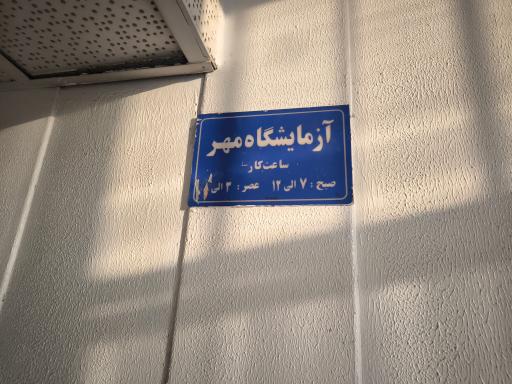 آزمایشگاه مهر
ساعت کار
صبح : ۷ الی ۱۲ عصر : ۳ الی